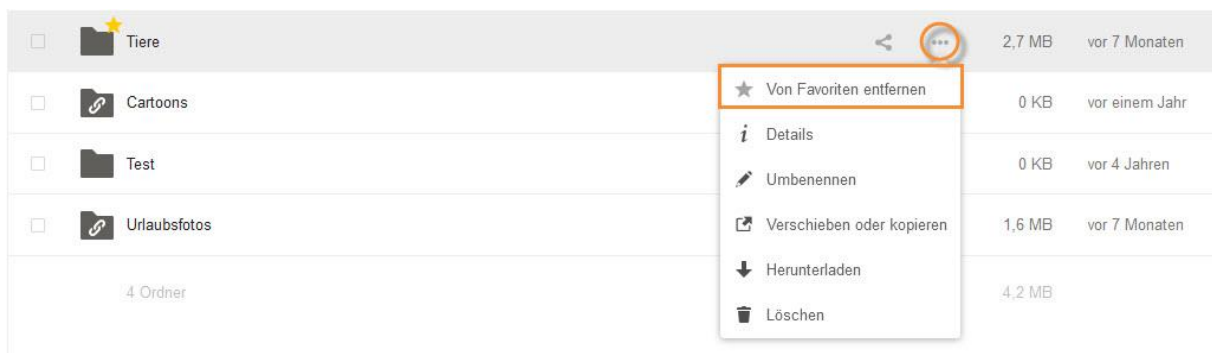 Tiere 2,7 MB vor 7 Monaten
Von Favoriten entfernen
Cartoons 0 KB vor einem Jahr
Details
Test 0 KB vor 4 Jahren
Umbenennen
Urlaubsfotos Verschieben oder kopieren 1,6 MB vor 7 Monaten
Herunterladen
4 Ordner 4,2 MB
Löschen